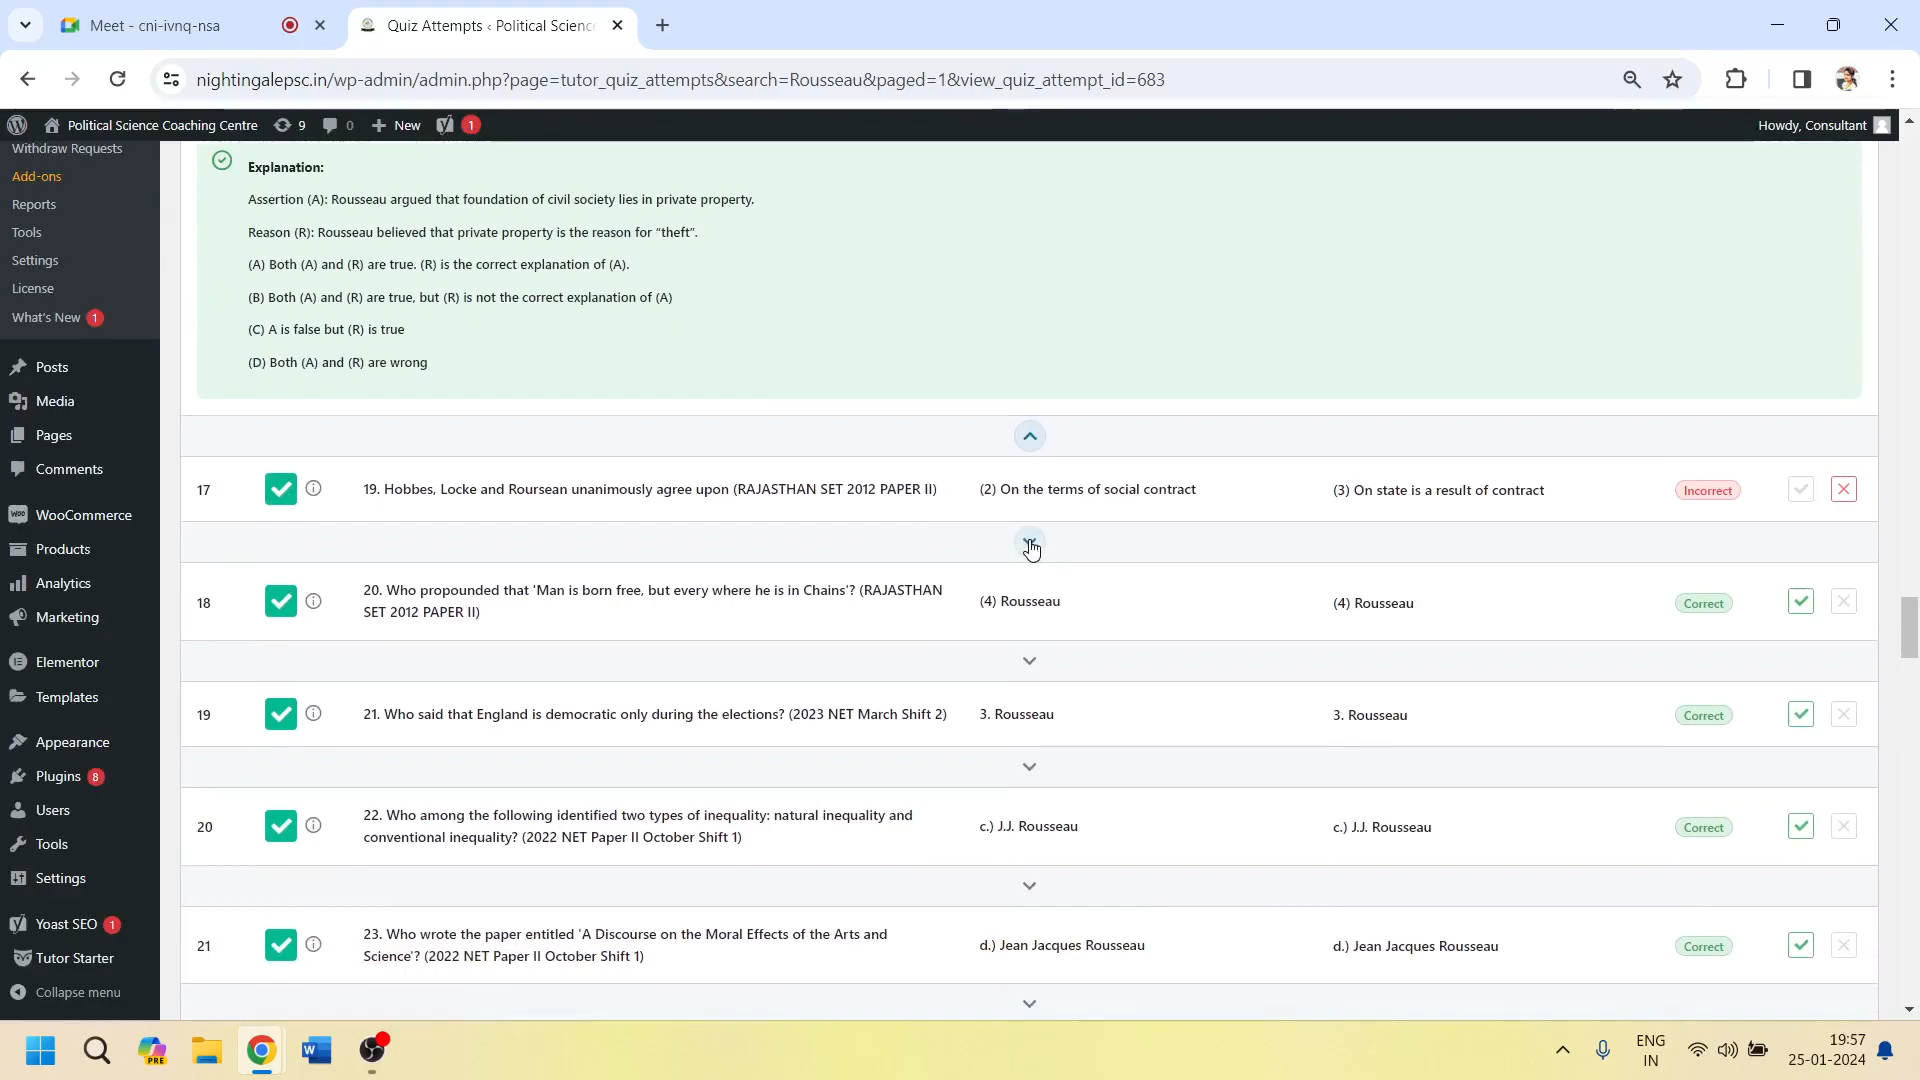 Meet - cni-ivnq-nsa
Quiz Attempts ‹ Political Science
nightingalepsc.in/wp-admin/admin.php?page=tutor_quiz_attempts&search=Rousseau&paged=1&view_quiz_attempt_id=683
Political Science Coaching Centre
9
0
New
1
Howdy, Consultant
Withdraw Requests
Add-ons
Reports
Tools
Settings
License
What's New 1
Posts
Media
Pages
Comments
WooCommerce
Products
Analytics
Marketing
Elementor
Templates
Appearance
Plugins 8
Users
Tools
Settings
Yoast SEO 1
Tutor Starter
Collapse menu
Explanation:
Assertion (A): Rousseau argued that foundation of civil society lies in private property.
Reason (R): Rousseau believed that private property is the reason for “theft”.
(A) Both (A) and (R) are true. (R) is the correct explanation of (A).
(B) Both (A) and (R) are true, but (R) is not the correct explanation of (A)
(C) A is false but (R) is true
(D) Both (A) and (R) are wrong
17 19. Hobbes, Locke and Roursean unanimously agree upon (RAJASTHAN SET 2012 PAPER II) (2) On the terms of social contract (3) On state is a result of contract Incorrect
18 20. Who propounded that 'Man is born free, but every where he is in Chains'? (RAJASTHAN
SET 2012 PAPER II) (4) Rousseau (4) Rousseau Correct
19 21. Who said that England is democratic only during the elections? (2023 NET March Shift 2) 3. Rousseau 3. Rousseau Correct
20 22. Who among the following identified two types of inequality: natural inequality and
conventional inequality? (2022 NET Paper II October Shift 1) c.) J.J. Rousseau c.) J.J. Rousseau Correct
21 23. Who wrote the paper entitled 'A Discourse on the Moral Effects of the Arts and
Science'? (2022 NET Paper II October Shift 1) d.) Jean Jacques Rousseau d.) Jean Jacques Rousseau Correct
PRE
ENG
IN
19:57
25-01-2024